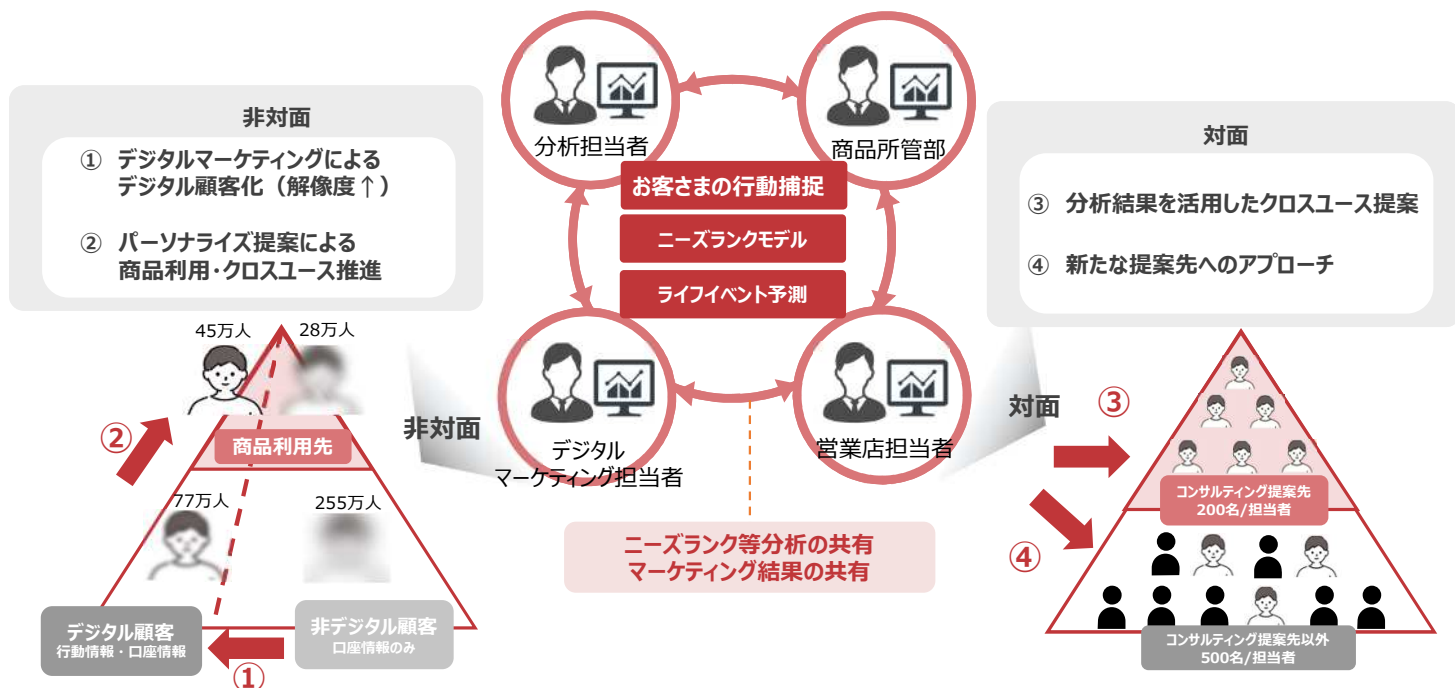 非対面
① デジタルマーケティングによる
デジタル顧客化（解像度↑）
② パーソナライズ提案による
商品利用・クロスユース推進
45万人
28万人
②
商品利用先
77万人
255万人
デジタル顧客
行動情報・口座情報
非デジタル顧客
口座情報のみ
①
非対面
分析担当者
商品所管部
お客さまの行動捕捉
ニーズランクモデル
ライフイベント予測
デジタル
マーケティング担当者
営業店担当者
ニーズランク等分析の共有
マーケティング結果の共有
対面
③ 分析結果を活用したクロスユース提案
④ 新たな提案先へのアプローチ
対面
③
④
コンサルティング提案先
200名/担当者
コンサルティング提案先以外
500名/担当者